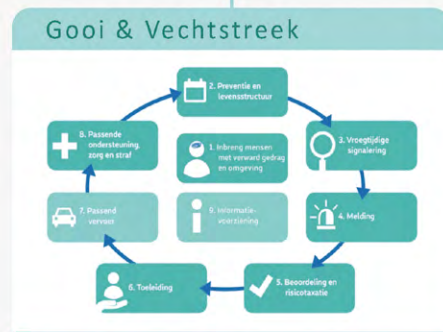 Gooi & Vechtstreek
2. Preventie en
levensstructuur
8. Passende
ondersteuning,
zorg en straf
1. Inbreng mensen
met verward gedrag
en omgeving
3. Vroegtijdige
signalering
7. Passend
vervoer
9. Informatie-
voorziening
4. Melding
6. Toeleiding
5. Beoordeling en
risicotaxatie